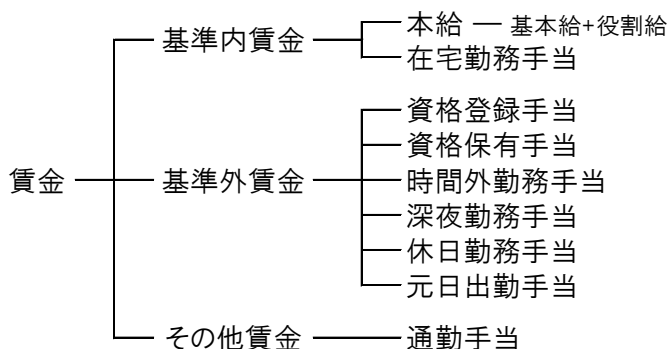 本給 — 基本給+役割給
基準内賃金
在宅勤務手当
資格登録手当
資格保有手当
賃金
基準外賃金
時間外勤務手当
深夜勤務手当
休日勤務手当
元日出勤手当
その他賃金
通勤手当